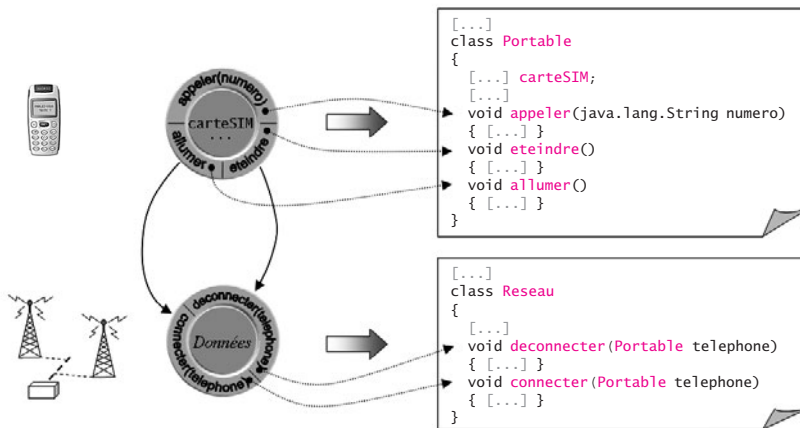 appeler(numero)
carteSIM
...
allumer
eteindre
[...]
class Portable
{
[...] carteSIM;
[...]
void appeler(java.lang.String numero)
{ [...] }
void eteindre()
{ [...] }
void allumer()
{ [...] }
}
deconnecter(telephone)
Données
connecter(telephone)
[...]
class Reseau
{
[...]
void deconnecter(Portable telephone)
{ [...] }
void connecter(Portable telephone)
{ [...] }
}